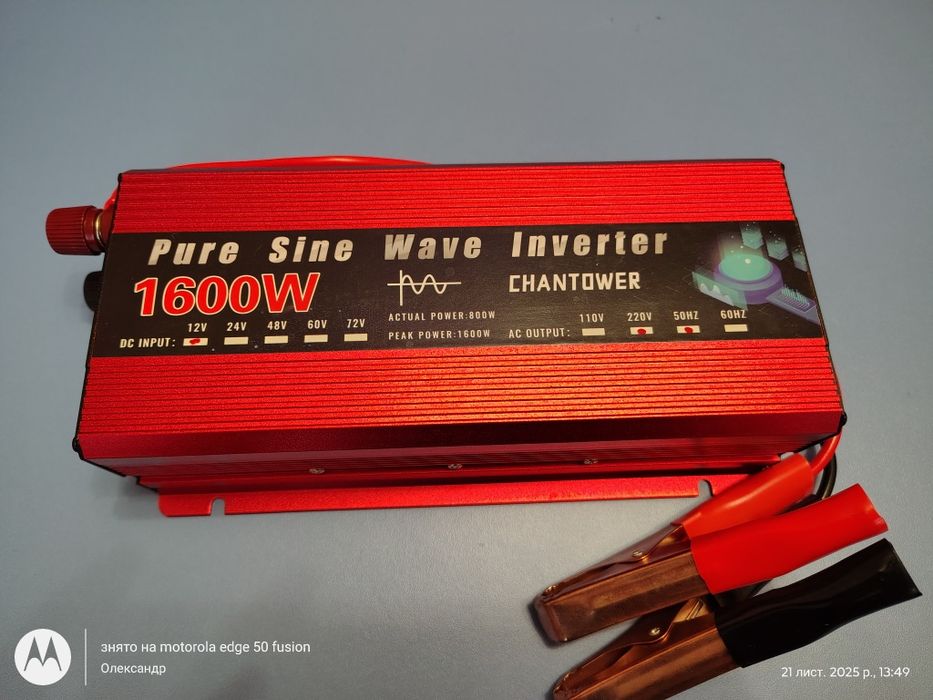 Pure Sine Wave Inverter
1600W
CHANTOWER
12V 24V 48V 60V 72V
DC INPUT:
ACTUAL POWER:800W
PEAK POWER:1600W
110V 220V 50HZ 60HZ
AC OUTPUT:
знято на motorola edge 50 fusion
Олександр
21 лист. 2025 р., 13:49